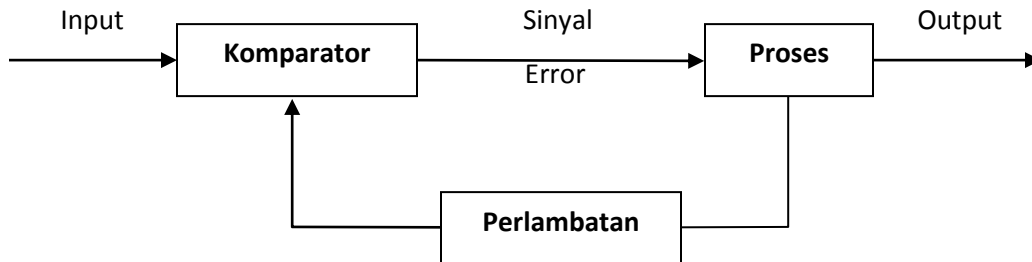 Input
Komparator
Sinyal
Error
Proses
Output
Perlambatan